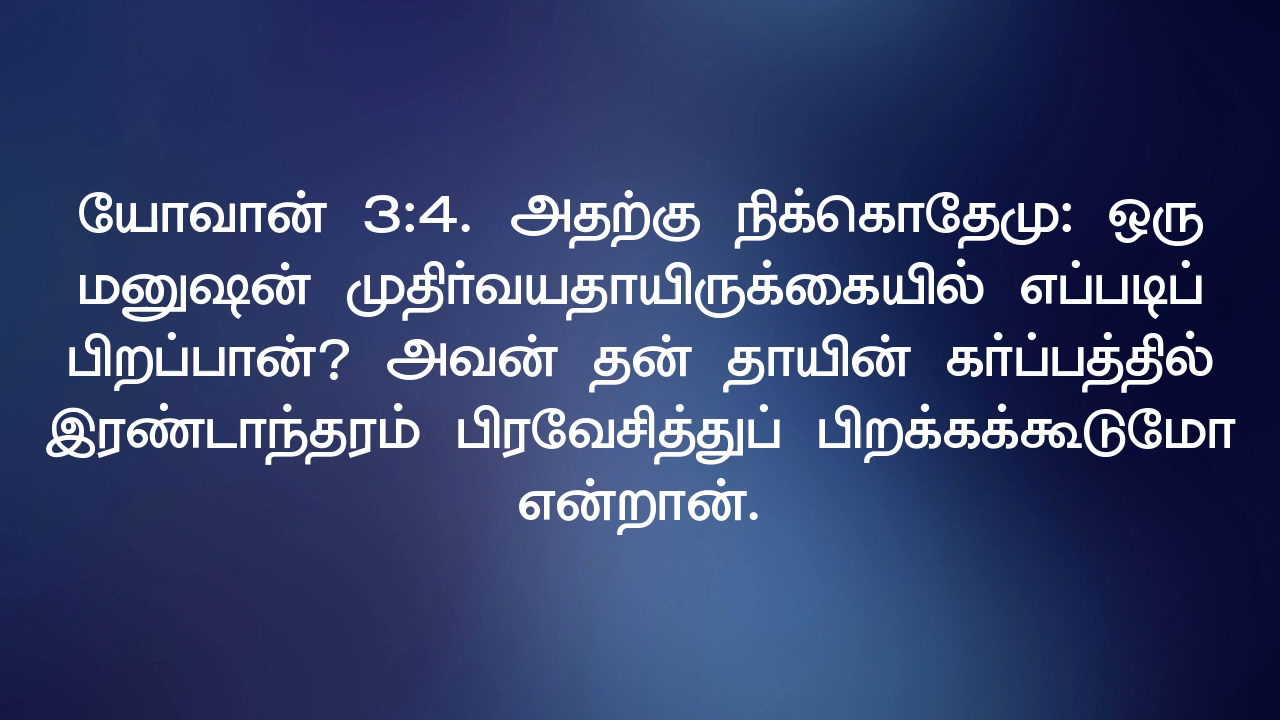 யோவான் 3:4. அதற்கு நிக்கொதேமு: ஒரு
மனுஷன் முதிர்வயதாயிருக்கையில் எப்படிப்
பிறப்பான்? அவன் தன் தாயின் கர்ப்பத்தில்
இரண்டாந்தரம் பிரவேசித்துப் பிறக்கக்கூடுமோ
என்றான்.